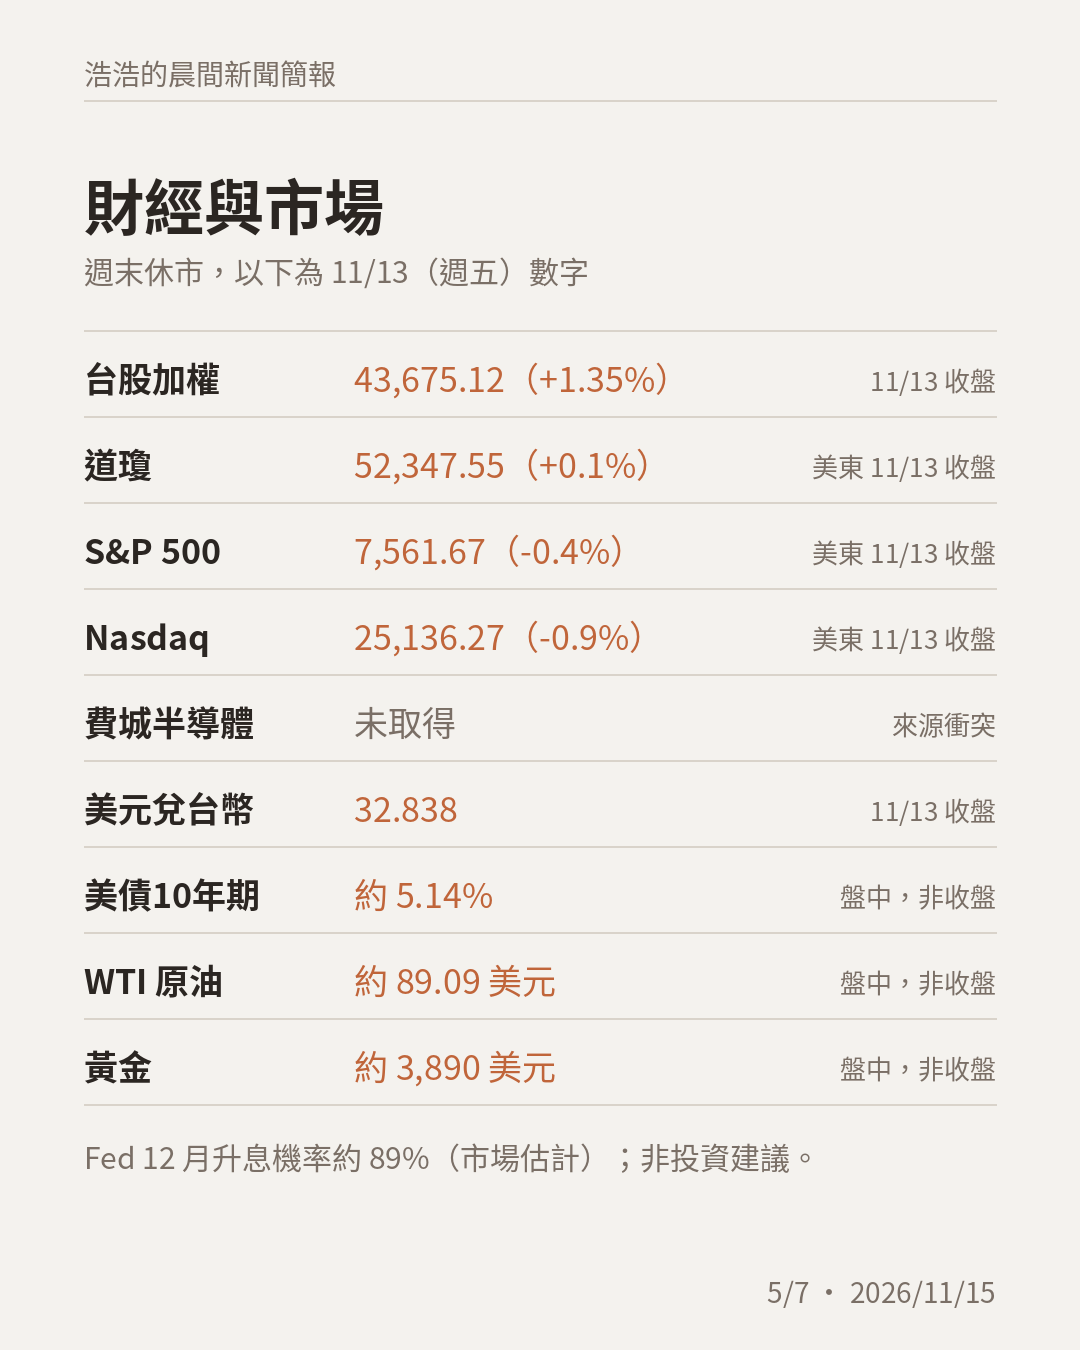 浩浩的晨間新聞簡報
財經與市場
週末休市，以下為 11/13（週五）數字
台股加權 43,675.12（+1.35%） 11/13 收盤
道瓊 52,347.55（+0.1%） 美東 11/13 收盤
S&P 500 7,561.67（-0.4%） 美東 11/13 收盤
Nasdaq 25,136.27（-0.9%） 美東 11/13 收盤
費城半導體 未取得 來源衝突
美元兌台幣 32.838 11/13 收盤
美債10年期 約 5.14% 盤中，非收盤
WTI 原油 約 89.09 美元 盤中，非收盤
黃金 約 3,890 美元 盤中，非收盤
Fed 12 月升息機率約 89%（市場估計）；非投資建議。
5/7 · 2026/11/15